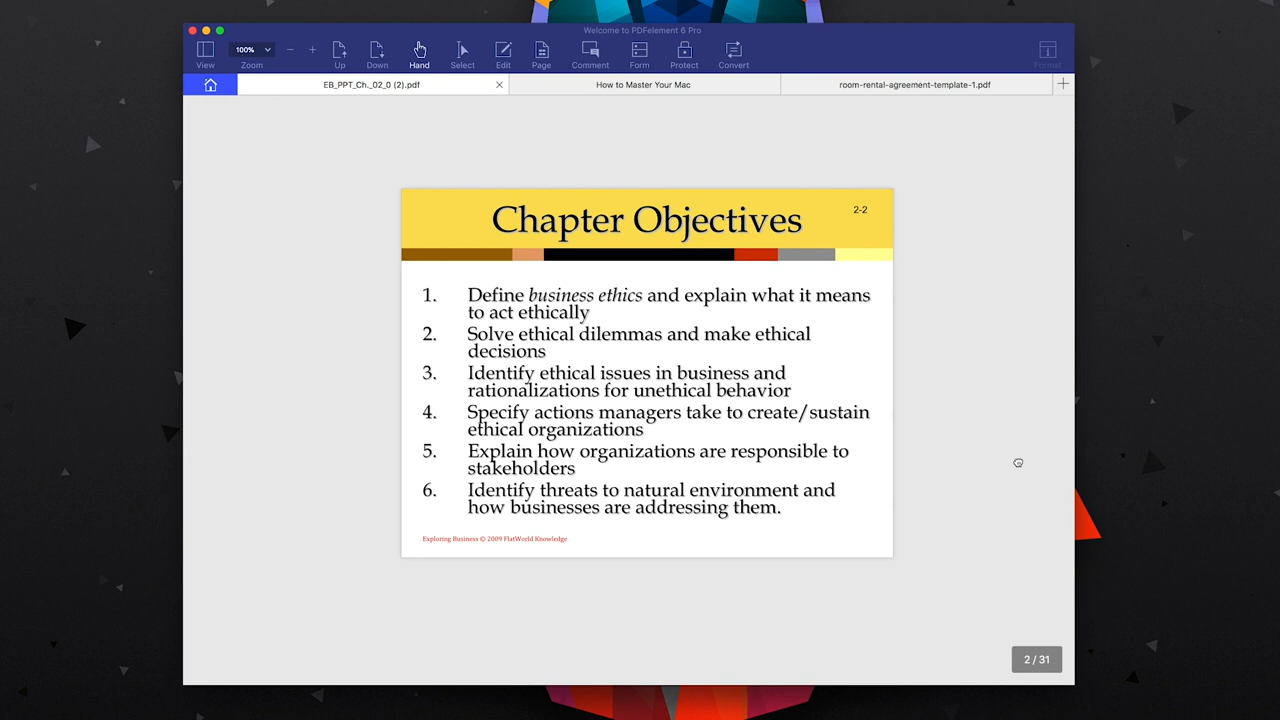 Welcome to PDFelement 6 Pro
100%
View
Zoom
Up
Down
Hand
Select
Edit
Page
Comment
Form
Protect
Convert
Format
EB_PPT_Ch._02_0 (2).pdf
How to Master Your Mac
room-rental-agreement-template-1.pdf
Chapter Objectives
2-2
1. Define business ethics and explain what it means
to act ethically
2. Solve ethical dilemmas and make ethical
decisions
3. Identify ethical issues in business and
rationalizations for unethical behavior
4. Specify actions managers take to create/sustain
ethical organizations
5. Explain how organizations are responsible to
stakeholders
6. Identify threats to natural environment and
how businesses are addressing them.
Exploring Business © 2009 FlatWorld Knowledge
2 / 31